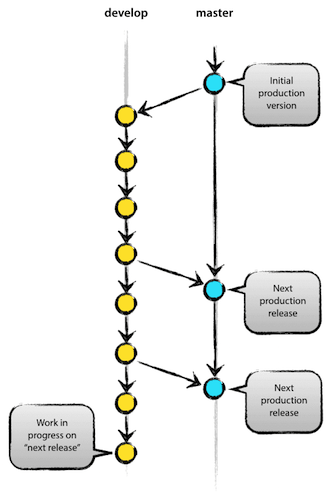 develop
master
Initial
production
version
Next
production
release
Next
production
release
Work in
progress on
“next release”